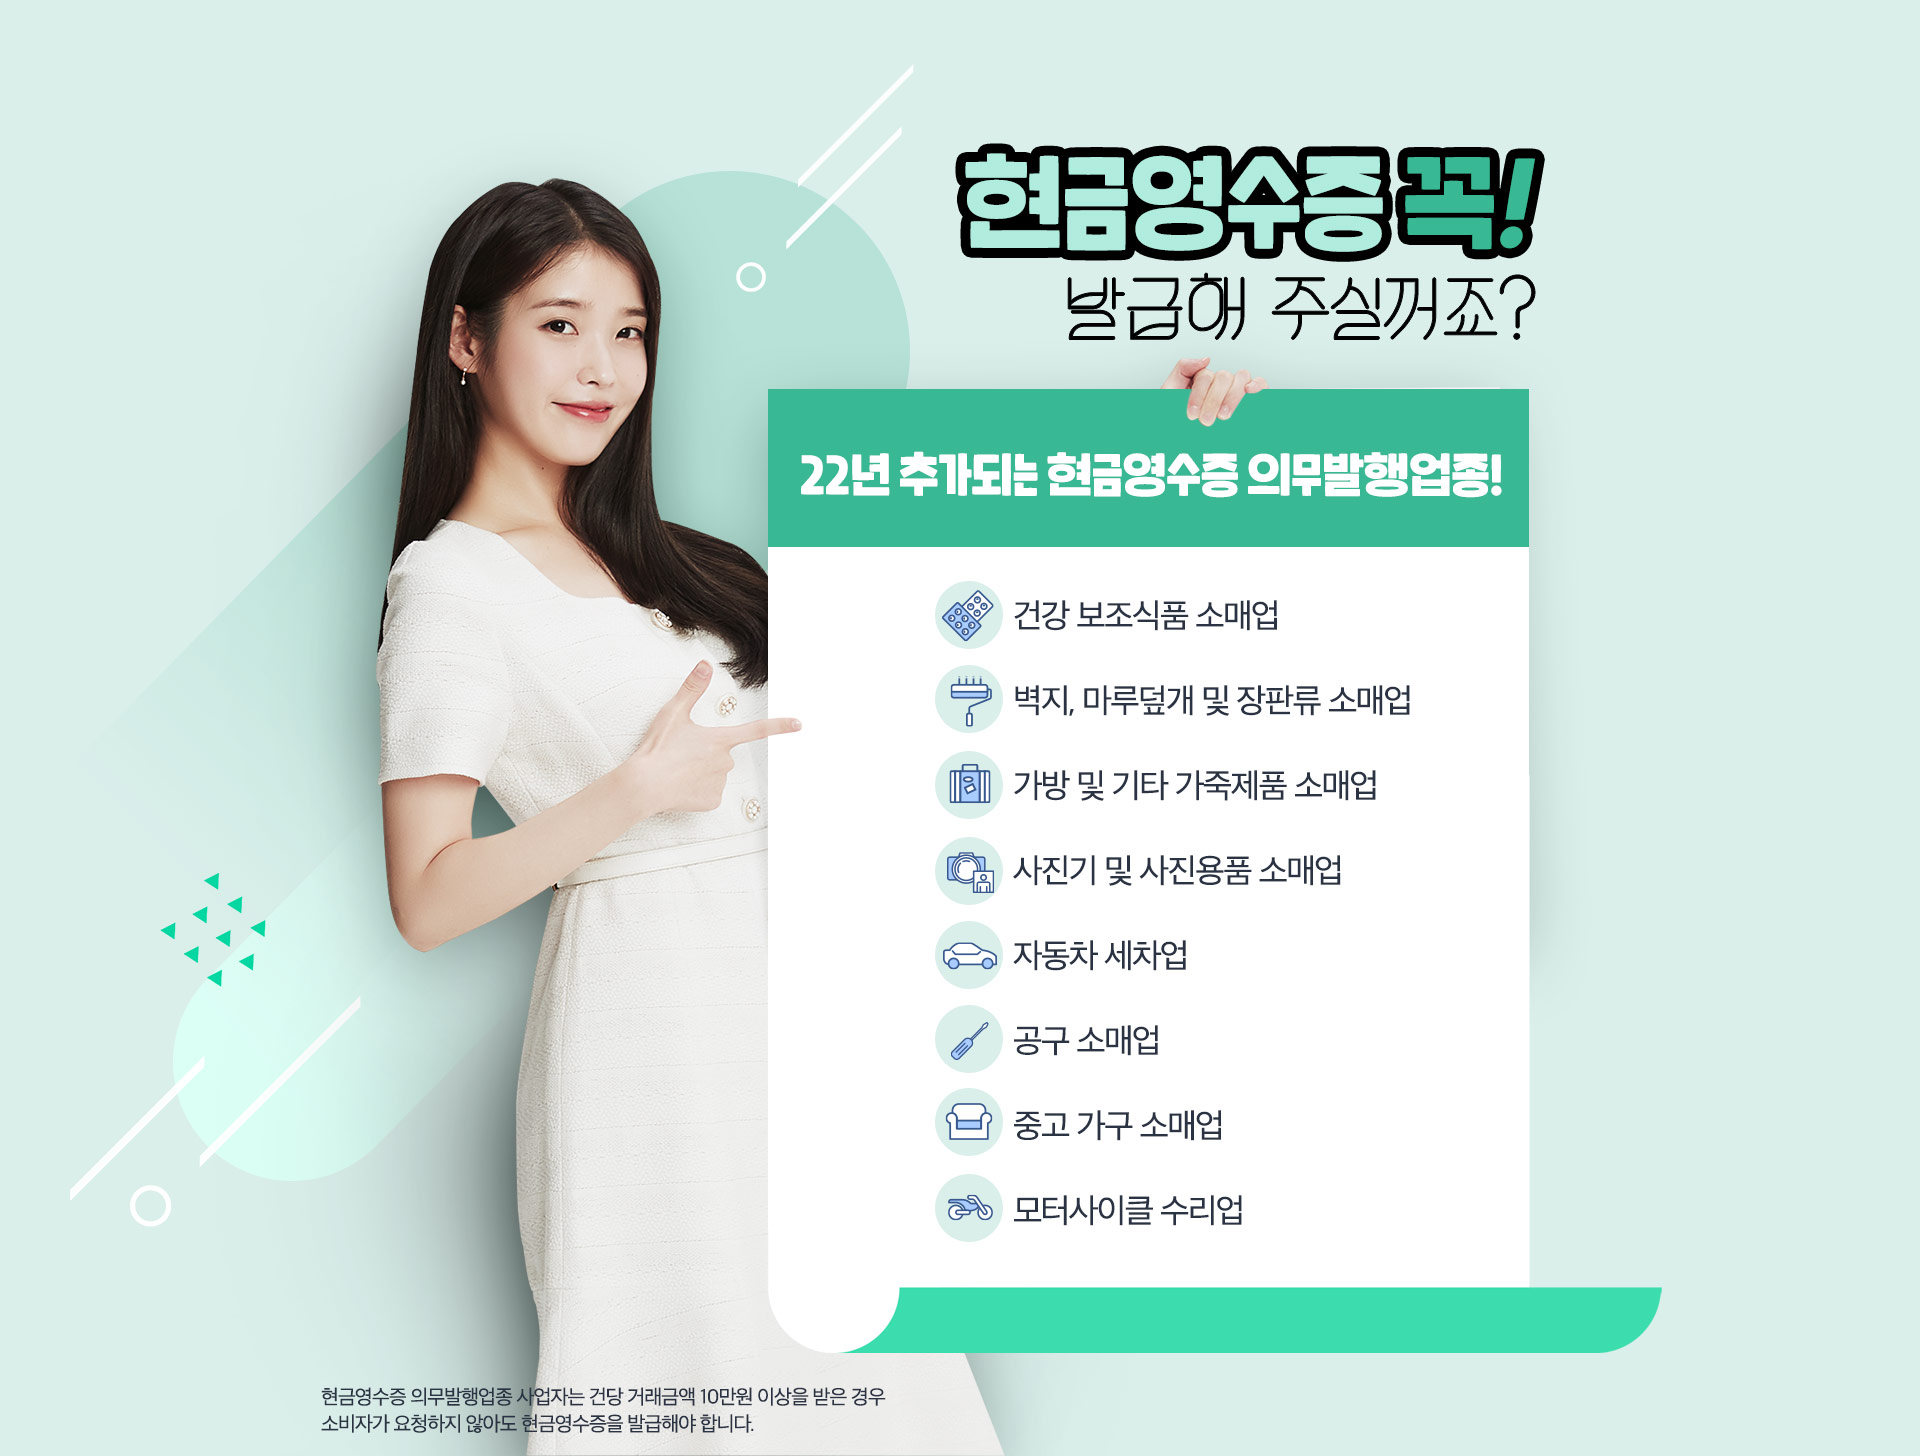 현금영수증 꼭!
발급해 주실꺼죠?
22년 추가되는 현금영수증 의무발행업종!
건강 보조식품 소매업
벽지, 마루덮개 및 장판류 소매업
가방 및 기타 가죽제품 소매업
사진기 및 사진용품 소매업
자동차 세차업
공구 소매업
중고 가구 소매업
모터사이클 수리업
현금영수증 의무발행업종 사업자는 건당 거래금액 10만원 이상을 받은 경우
소비자가 요청하지 않아도 현금영수증을 발급해야 합니다.